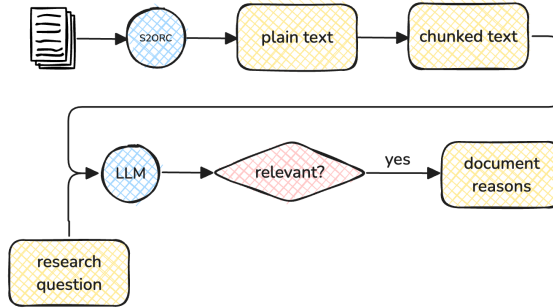 S2ORC
plain text
chunked text
LLM
relevant?
yes
document
reasons
research
question